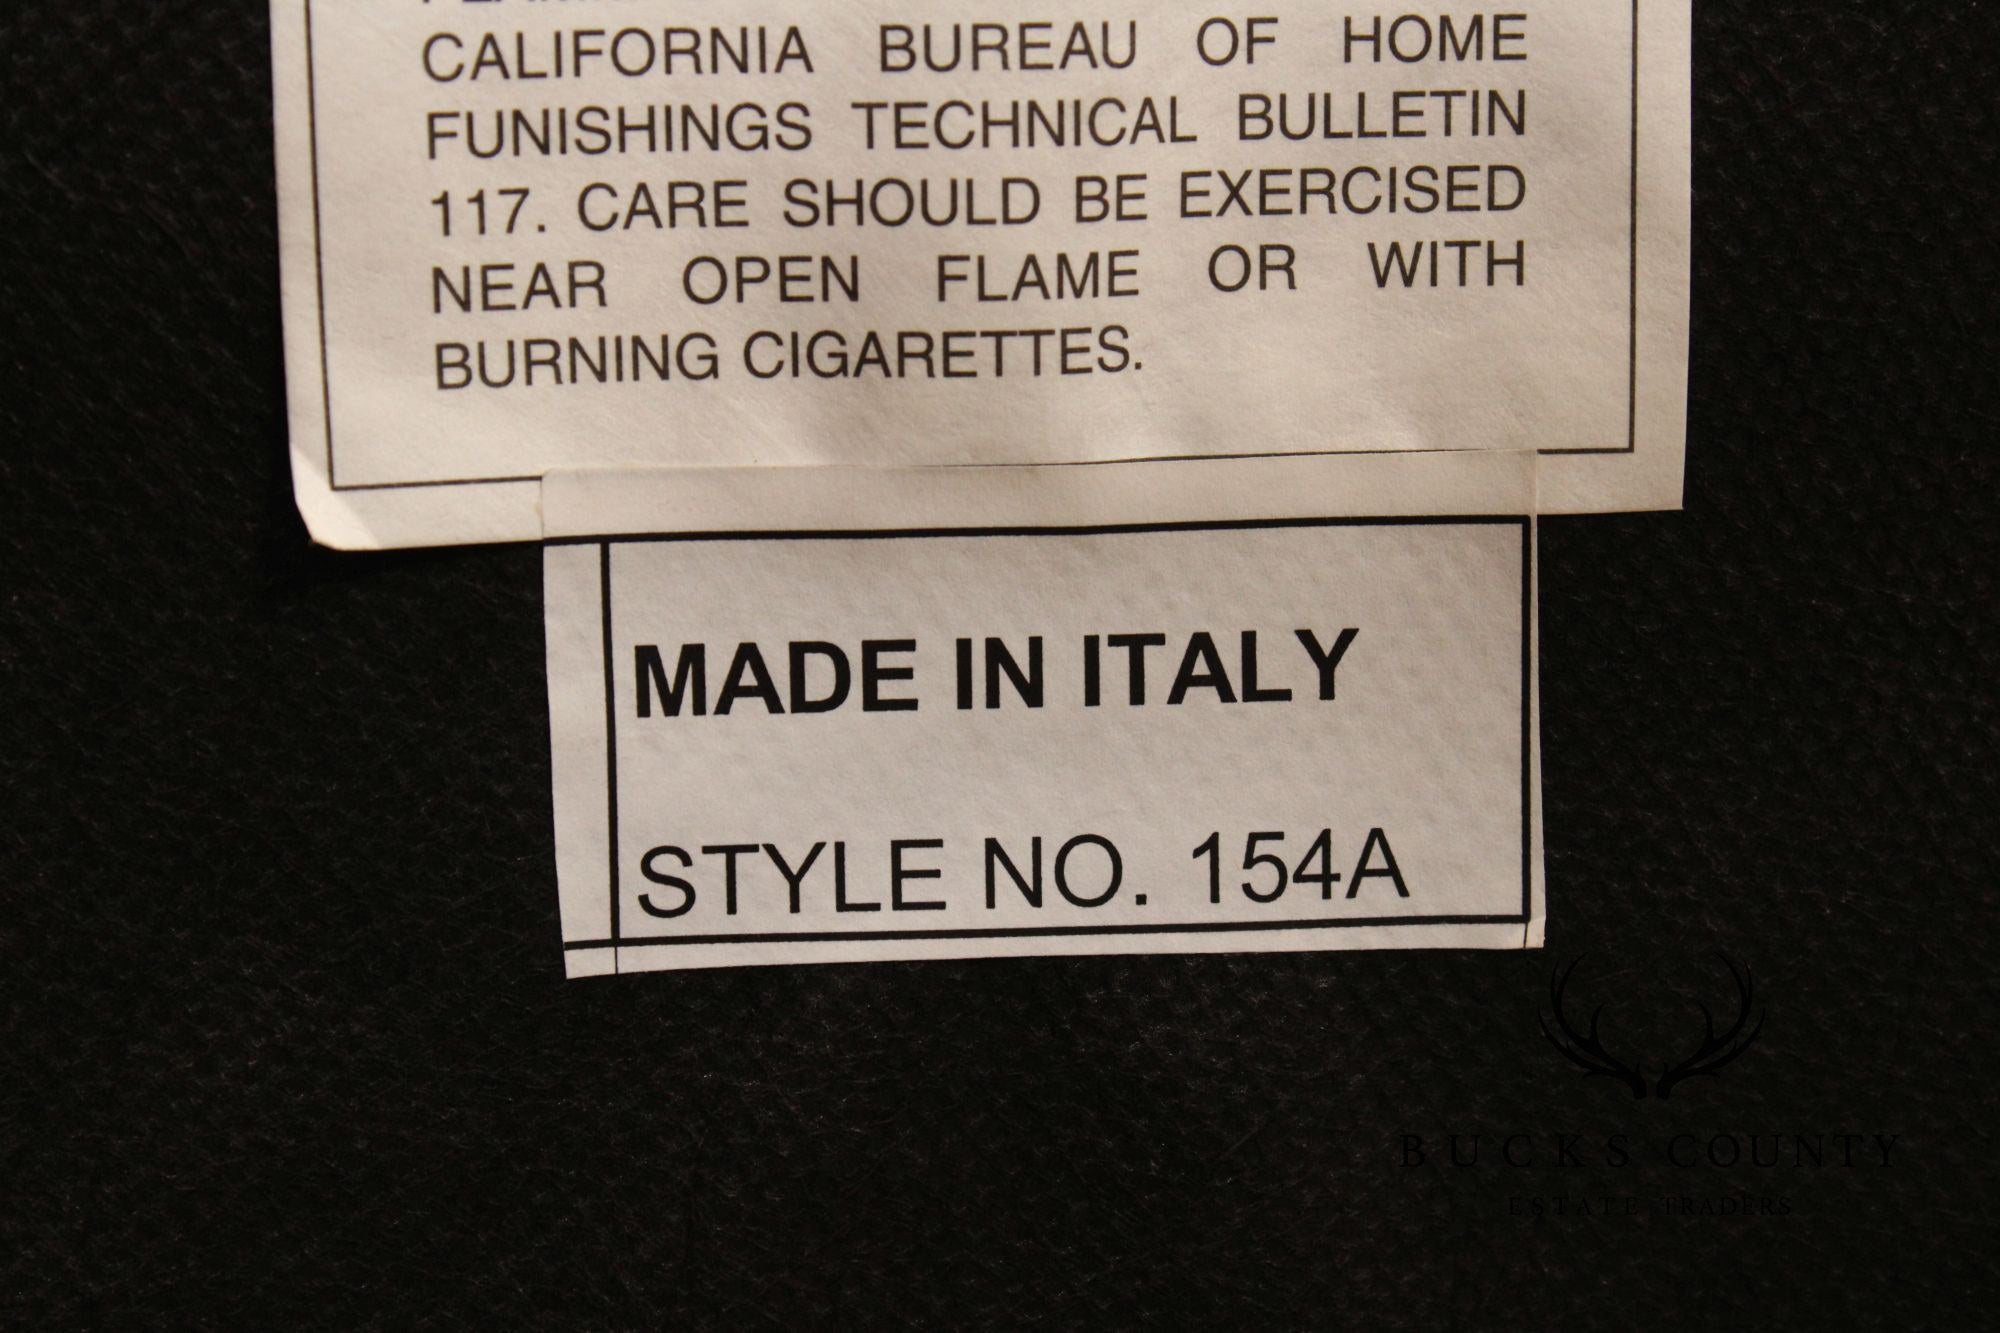 CALIFORNIA BUREAU OF HOME
FUNISHINGS TECHNICAL BULLETIN
117. CARE SHOULD BE EXERCISED
NEAR OPEN FLAME OR WITH
BURNING CIGARETTES.
MADE IN ITALY
STYLE NO. 154A
BUCKS COUNTY
ESTATE TRADERS